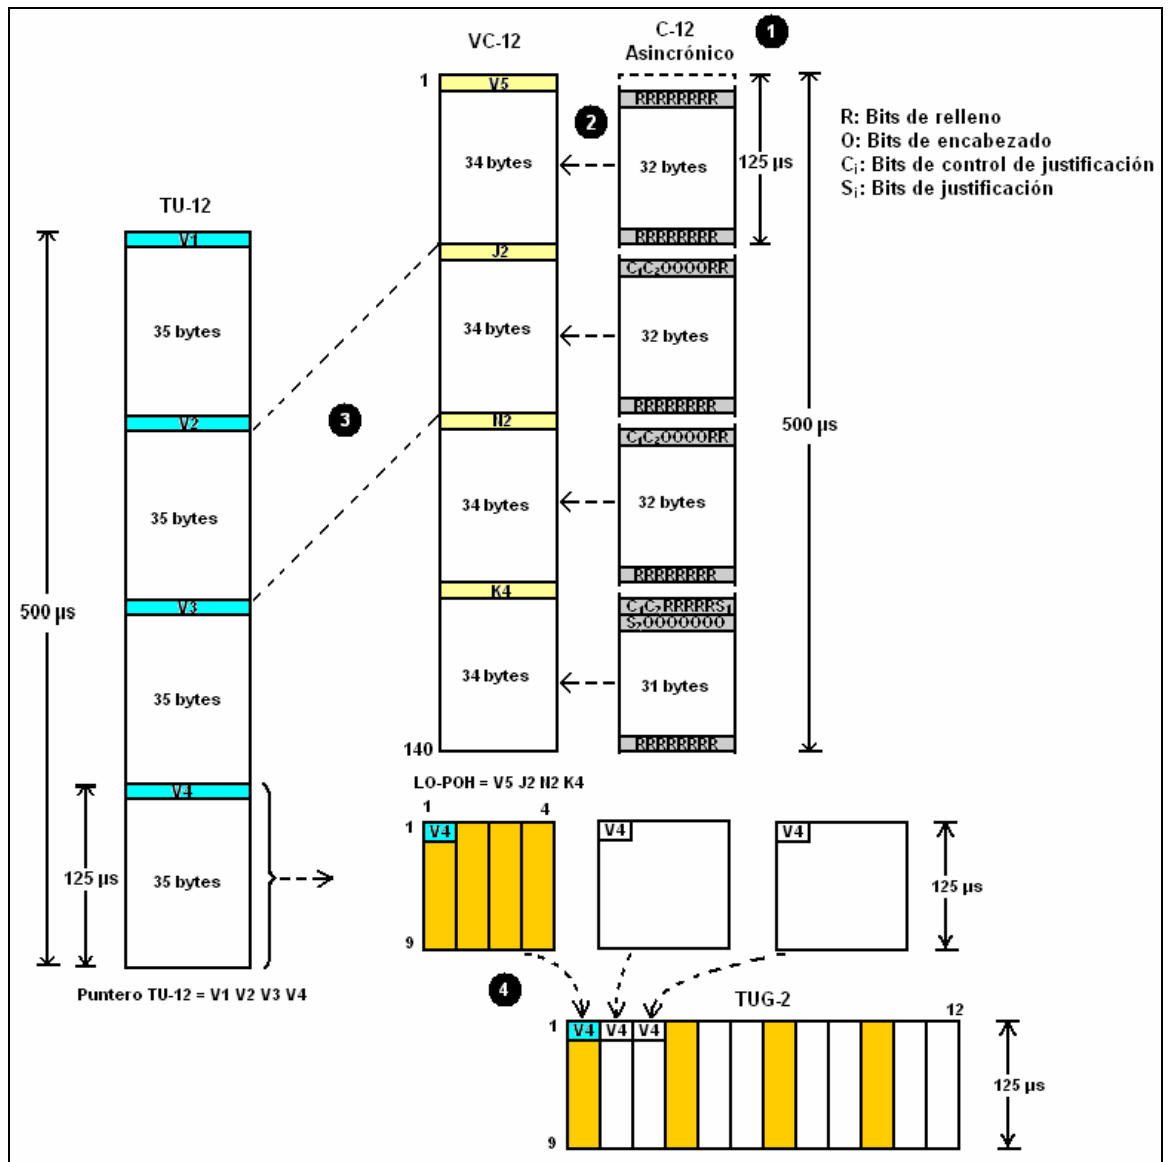 VC-12
C-12
Asincrónico
1
1
V5
34 bytes
J2
34 bytes
N2
34 bytes
K4
34 bytes
140
LO-POH = V5 J2 N2 K4
2
RRRRRRRR
32 bytes
RRRRRRRR
C₁C₂OOOORR
32 bytes
RRRRRRRR
C₁C₂OOOORR
32 bytes
RRRRRRRR
C₁C₂RRRRRS₁
S₂OOOOOOO
31 bytes
RRRRRRRR
125 µs
500 µs
R: Bits de relleno
O: Bits de encabezado
Cᵢ: Bits de control de justificación
Sᵢ: Bits de justificación
TU-12
V1
35 bytes
V2
35 bytes
V3
35 bytes
V4
35 bytes
500 µs
125 µs
Puntero TU-12 = V1 V2 V3 V4
3
1
4
1
V4
9
V4
V4
125 µs
4
TUG-2
12
1
V4
V4
V4
9
125 µs